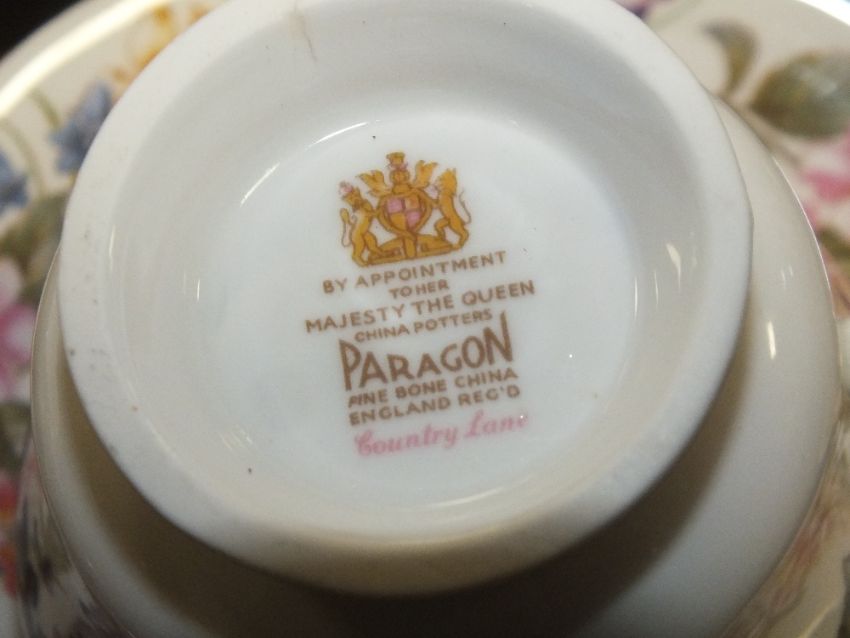 BY APPOINTMENT
TO HER
MAJESTY THE QUEEN
CHINA POTTERS
PARAGON
FINE BONE CHINA
ENGLAND REG'D
Country Lane